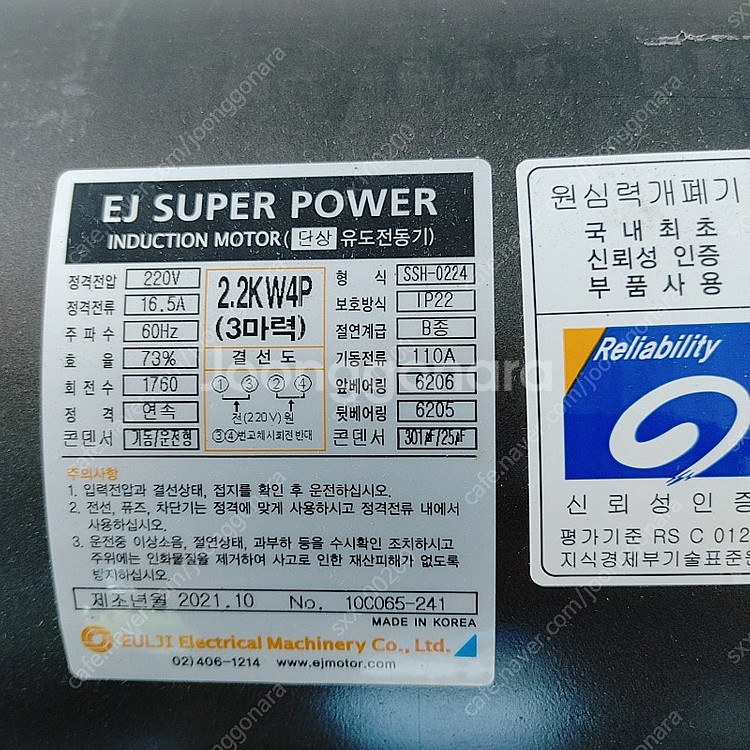 EJ SUPER POWER
INDUCTION MOTOR ( 단상 유도전동기 )
정격전압 220V
정격전류 16.5A
주파수 60Hz
효율 73%
회전수 1760
정격 연속
콘덴서 기동/운전형
2.2KW4P
(3마력)
결선도
① ③ ② ④
전(220V)원
③④번교체시회전반대
형식 SSH-0224
보호방식 IP22
절연계급 B종
기동전류 110A
앞베어링 6206
뒷베어링 6205
콘덴서 301㎌/25㎌
주의사항
1. 입력전압과 결선상태, 접지를 확인 후 운전하십시오.
2. 전선, 퓨즈, 차단기는 정격에 맞게 사용하시고 정격전류 내에서
사용하십시오.
3. 운전중 이상소음, 절연상태, 과부하 등을 수시확인 조치하시고
주위에는 인화물질을 제거하여 사고로 인한 재산피해가 없도록
방지하십시오.
제조년월 2021.10 No. 10C065-241
MADE IN KOREA
EULJI Electrical Machinery Co., Ltd.
02)406-1214 www.ejmotor.com
원심력개폐기
국내최초
신뢰성 인증
부품사용
Reliability
신뢰성인증
평가기준 RS C 012
지식경제부기술표준원
Joonggonara
cafe.naver.com/joonggonara